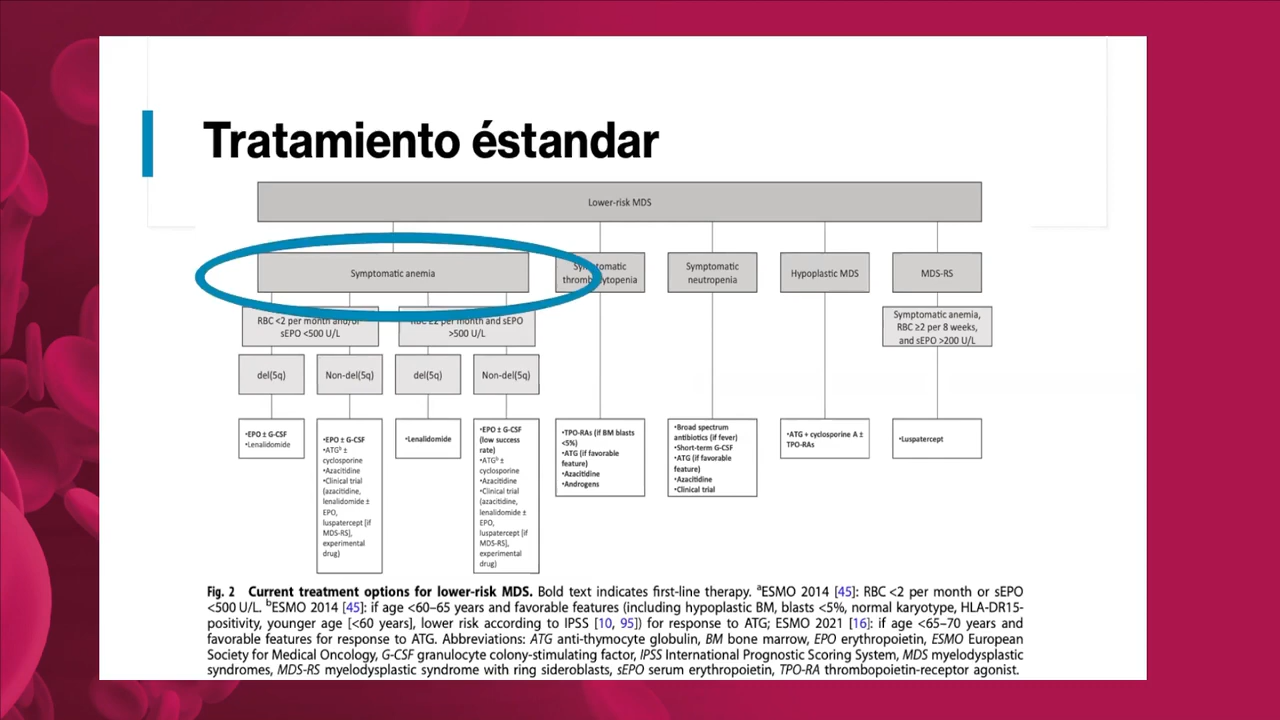 Tratamiento éstandar
Lower-risk MDS
Symptomatic anemia
Symptomatic
thrombocytopenia
Symptomatic
neutropenia
Hypoplastic MDS
MDS-RS
RBC <2 per month and/or
sEPO <500 U/L
RBC ≥2 per month and sEPO
>500 U/L
Symptomatic anemia,
RBC ≥2 per 8 weeks,
and sEPO >200 U/L
del(5q)
Non-del(5q)
del(5q)
Non-del(5q)
•EPO ± G-CSF
•Lenalidomide
•EPO ± G-CSF
•ATGᵇ ±
cyclosporine
•Azacitidine
•Clinical trial
(azacitidine,
lenalidomide ±
EPO,
luspatercept [if
MDS-RS],
experimental
drug)
•Lenalidomide
•EPO ± G-CSF
(low success
rate)
•ATGᵇ ±
cyclosporine
•Azacitidine
•Clinical trial
(azacitidine,
lenalidomide ±
EPO,
luspatercept [if
MDS-RS],
experimental
drug)
•TPO-RAs (if BM blasts
<5%)
•ATG (if favorable
feature)
•Azacitidine
•Androgens
•Broad spectrum
antibiotics (if fever)
•Short-term G-CSF
•ATG (if favorable
feature)
•Azacitidine
•Clinical trial
•ATG + cyclosporine A ±
TPO-RAs
•Luspatercept
Fig. 2 Current treatment options for lower-risk MDS. Bold text indicates first-line therapy. ᵃESMO 2014 [45]: RBC <2 per month or sEPO
<500 U/L. ᵇESMO 2014 [45]: if age <60–65 years and favorable features (including hypoplastic BM, blasts <5%, normal karyotype, HLA-DR15-
positivity, younger age [<60 years], lower risk according to IPSS [10, 95]) for response to ATG; ESMO 2021 [16]: if age <65–70 years and
favorable features for response to ATG. Abbreviations: ATG anti-thymocyte globulin, BM bone marrow, EPO erythropoietin, ESMO European
Society for Medical Oncology, G-CSF granulocyte colony-stimulating factor, IPSS International Prognostic Scoring System, MDS myelodysplastic
syndromes, MDS-RS myelodysplastic syndrome with ring sideroblasts, sEPO serum erythropoietin, TPO-RA thrombopoietin-receptor agonist.